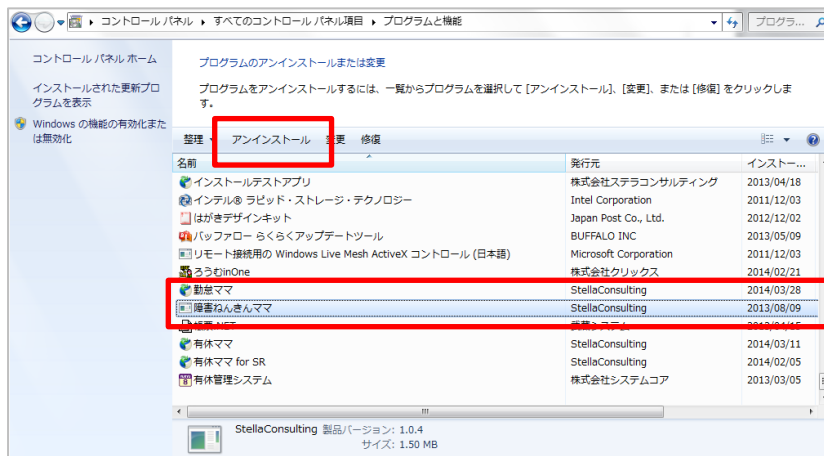 コントロール パネル ▸ すべてのコントロール パネル項目 ▸ プログラムと機能
プログラ...
コントロール パネル ホーム
インストールされた更新プロ
グラムを表示
Windows の機能の有効化また
は無効化
プログラムのアンインストールまたは変更
プログラムをアンインストールするには、一覧からプログラムを選択して [アンインストール]、[変更]、または [修復] をクリックしま
す。
整理 アンインストール 変更 修復
名前 発行元 インストー...
インストールテストアプリ 株式会社ステラコンサルティング 2013/04/18
インテル® ラピッド・ストレージ・テクノロジー Intel Corporation 2011/12/03
はがきデザインキット Japan Post Co., Ltd. 2012/12/02
バッファロー らくらくアップデートツール BUFFALO INC 2013/05/09
リモート接続用の Windows Live Mesh ActiveX コントロール (日本語) Microsoft Corporation 2011/12/03
ろうむinOne 株式会社クリックス 2014/02/21
勤怠ママ StellaConsulting 2014/03/28
障害ねんきんママ StellaConsulting 2013/08/09
.NET
有休ママ StellaConsulting 2014/03/11
有休ママ for SR StellaConsulting 2014/02/05
有休管理システム 株式会社システムコア 2013/03/05
StellaConsulting 製品バージョン: 1.0.4
サイズ: 1.50 MB